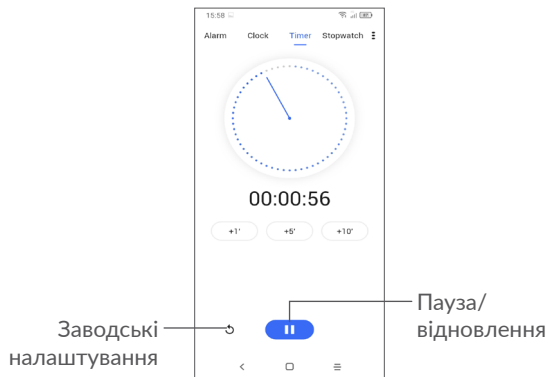 15:58
Alarm Clock Timer Stopwatch
00:00:56
+1' +5' +10'
Заводські
налаштування
Пауза/
відновлення